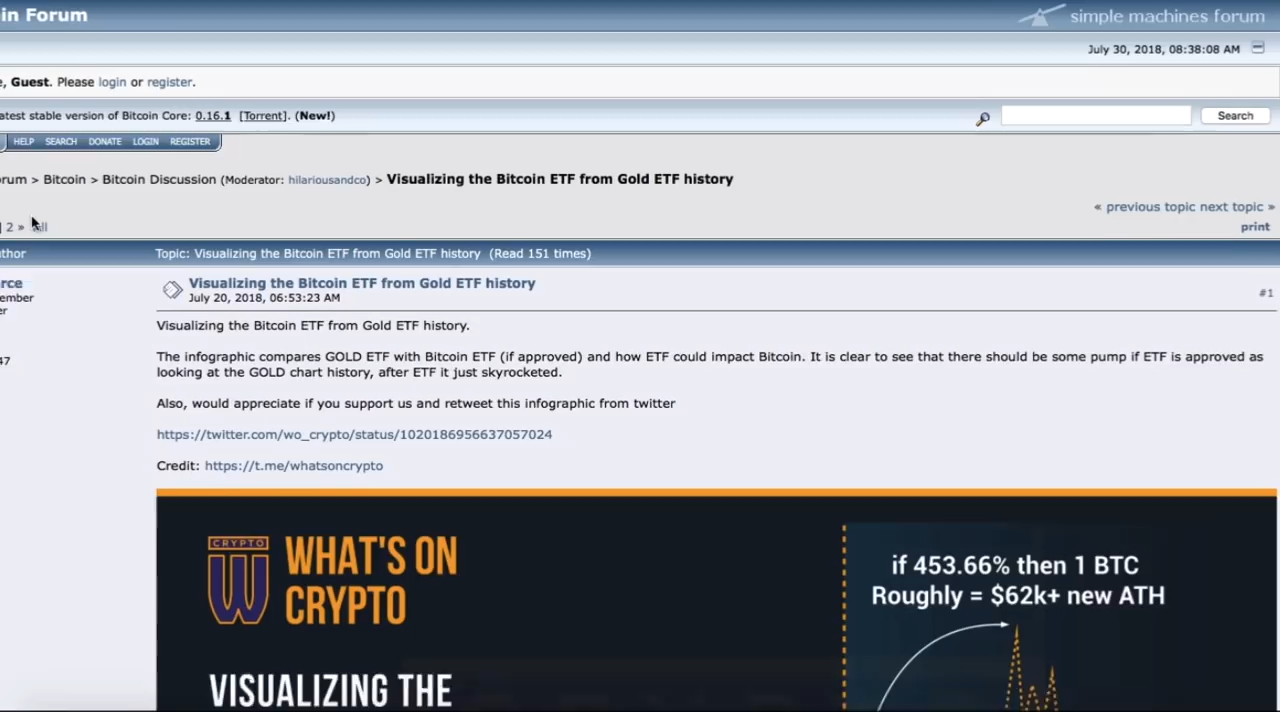 in Forum
simple machines forum
July 30, 2018, 08:38:08 AM
, Guest. Please login or register.
atest stable version of Bitcoin Core: 0.16.1 [Torrent]. (New!)
Search
HELP SEARCH DONATE LOGIN REGISTER
rum > Bitcoin > Bitcoin Discussion (Moderator: hilariousandco) > Visualizing the Bitcoin ETF from Gold ETF history
« previous topic next topic »
2 » all
print
thor
Topic: Visualizing the Bitcoin ETF from Gold ETF history (Read 151 times)
rce
ember
er
47
Visualizing the Bitcoin ETF from Gold ETF history
July 20, 2018, 06:53:23 AM
#1
Visualizing the Bitcoin ETF from Gold ETF history.
The infographic compares GOLD ETF with Bitcoin ETF (if approved) and how ETF could impact Bitcoin. It is clear to see that there should be some pump if ETF is approved as
looking at the GOLD chart history, after ETF it just skyrocketed.
Also, would appreciate if you support us and retweet this infographic from twitter
https://twitter.com/wo_crypto/status/1020186956637057024
Credit: https://t.me/whatsoncrypto
CRYPTO
W
WHAT'S ON
CRYPTO
VISUALIZING THE
if 453.66% then 1 BTC
Roughly = $62k+ new ATH